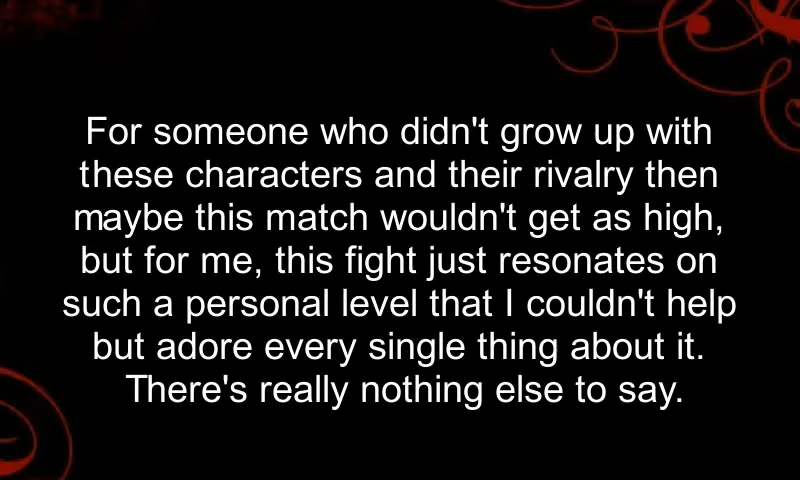 For someone who didn't grow up with
these characters and their rivalry then
maybe this match wouldn't get as high,
but for me, this fight just resonates on
such a personal level that I couldn't help
but adore every single thing about it.
There's really nothing else to say.